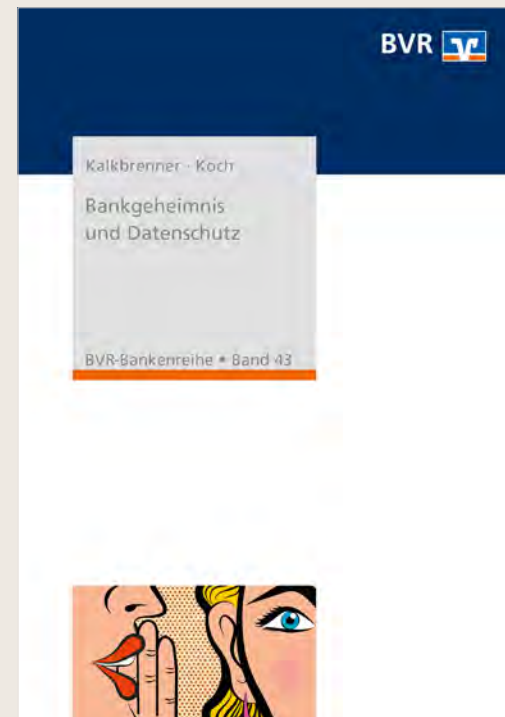 BVR
Kalkbrenner · Koch
Bankgeheimnis
und Datenschutz
BVR-Bankenreihe • Band 43